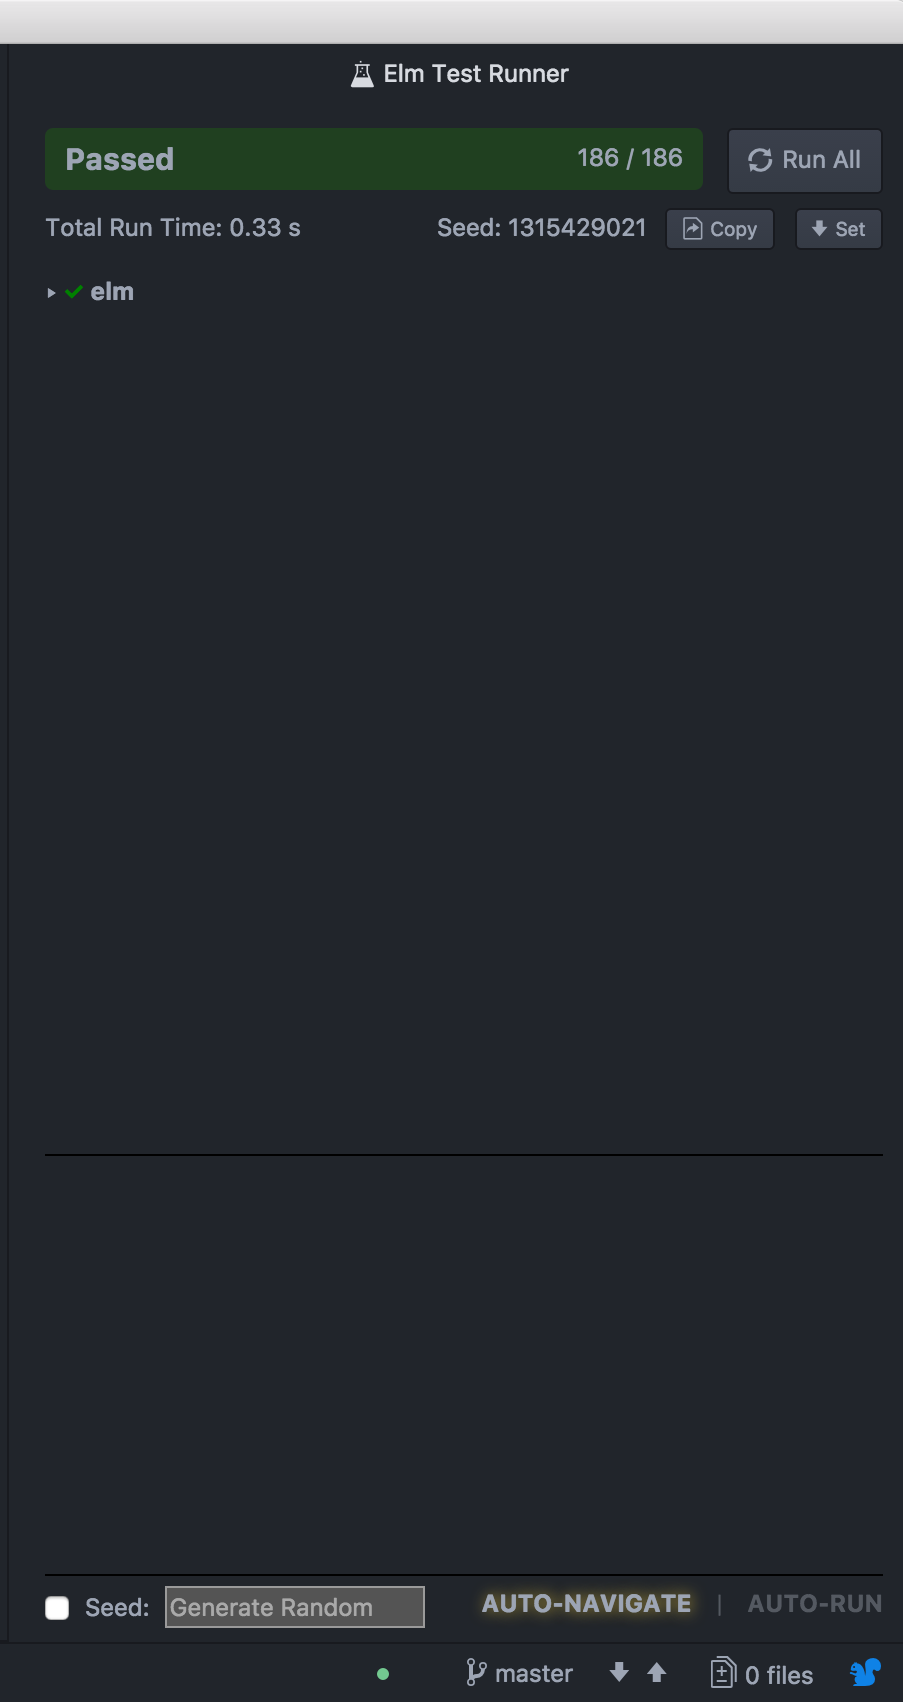 Elm Test Runner
Passed 186 / 186 Run All
Total Run Time: 0.33 s Seed: 1315429021 Copy Set
elm
Seed: Generate Random AUTO-NAVIGATE | AUTO-RUN
master 0 files